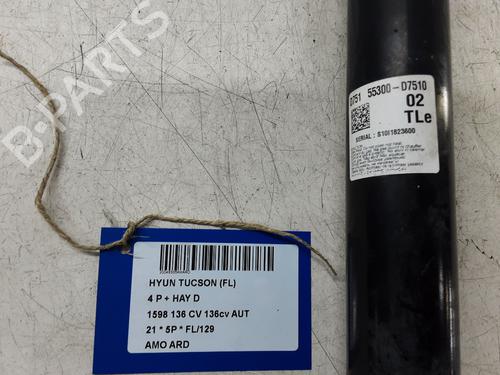 B-PARTS
D751 55300-D7510
02
TLe
SERIAL : S10I1823600
HYUN TUCSON (FL)
4 P + HAY D
1598 136 CV 136cv AUT
21 * 5P * FL/129
AMO ARD